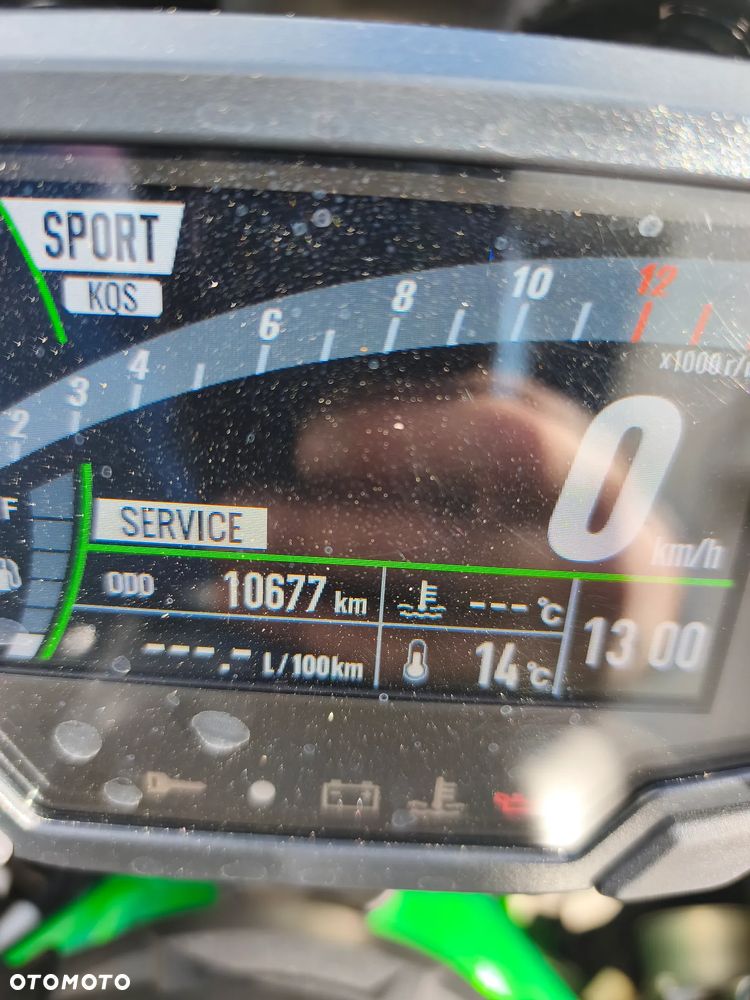 SPORT
KQS
2 3 4 6 8 10 12
x1000 r/
0
km/h
F
SERVICE
ODO 10677 km
---°C
---.- L/100km
14°C
13 00
OTOMOTO